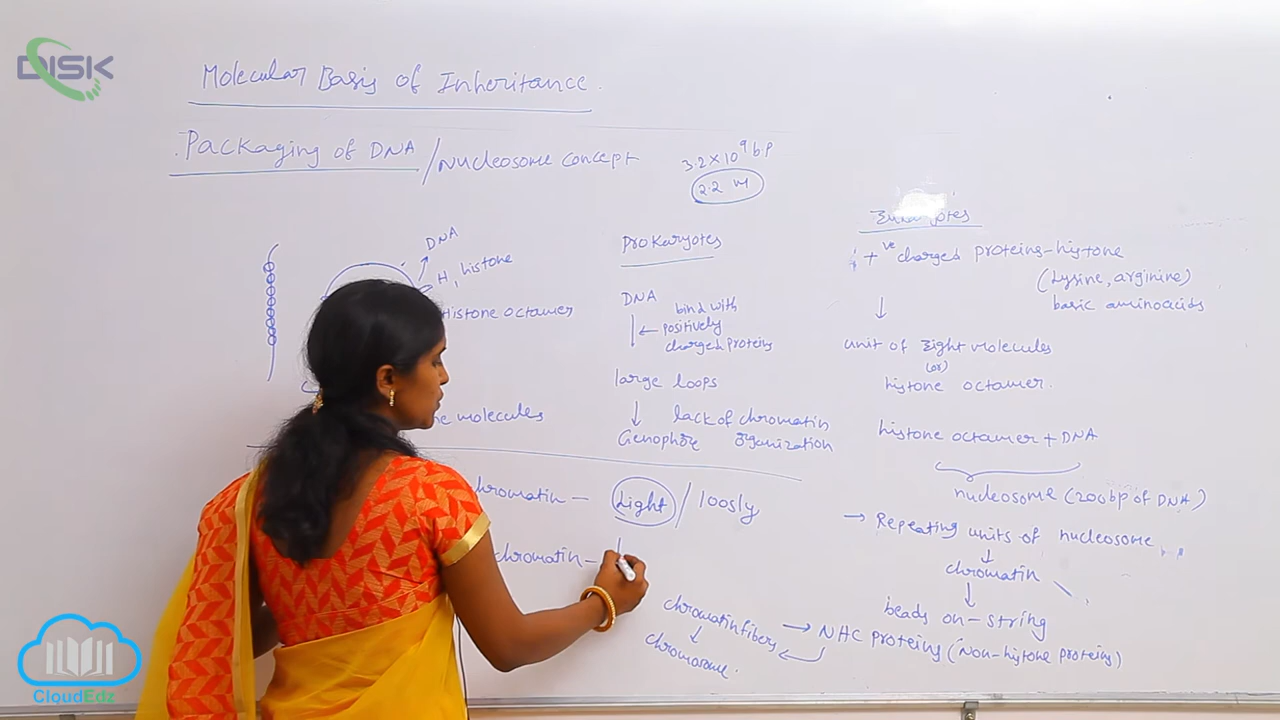 DISK
Molecular Basis of Inheritance.
Packaging of DNA / Nucleosome concept
3.2 × 10⁹ bp
2.2 m
DNA
H₁ histone
Histone octamer
molecules
Prokaryotes
DNA
bind with
positively
charged proteins
large loops
lack of chromatin
Genophore organization
Eukaryotes
+ve charged proteins - histone
(Lysine, arginine)
basic aminoacids
unit of Eight molecules
(or)
histone octamer.
histone octamer + DNA
nucleosome (200bp of DNA)
→ Repeating units of nucleosome
chromatin
beads on-string
chromatin fibers → NHC proteins (Non-histone proteins)
chromosome.
chromatin – Light / loosly
chromatin –
CloudEdz